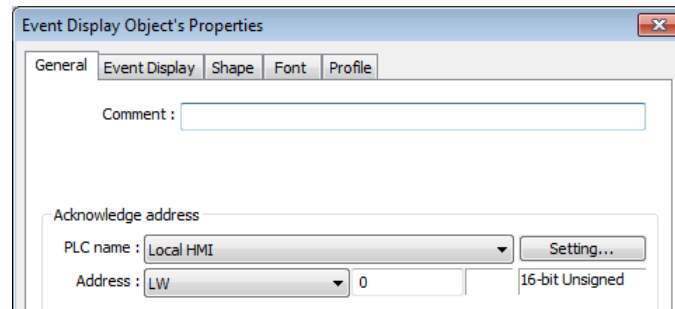 Event Display Object's Properties
General Event Display Shape Font Profile
Comment :
Acknowledge address
PLC name : Local HMI Setting...
Address : LW 0 16-bit Unsigned